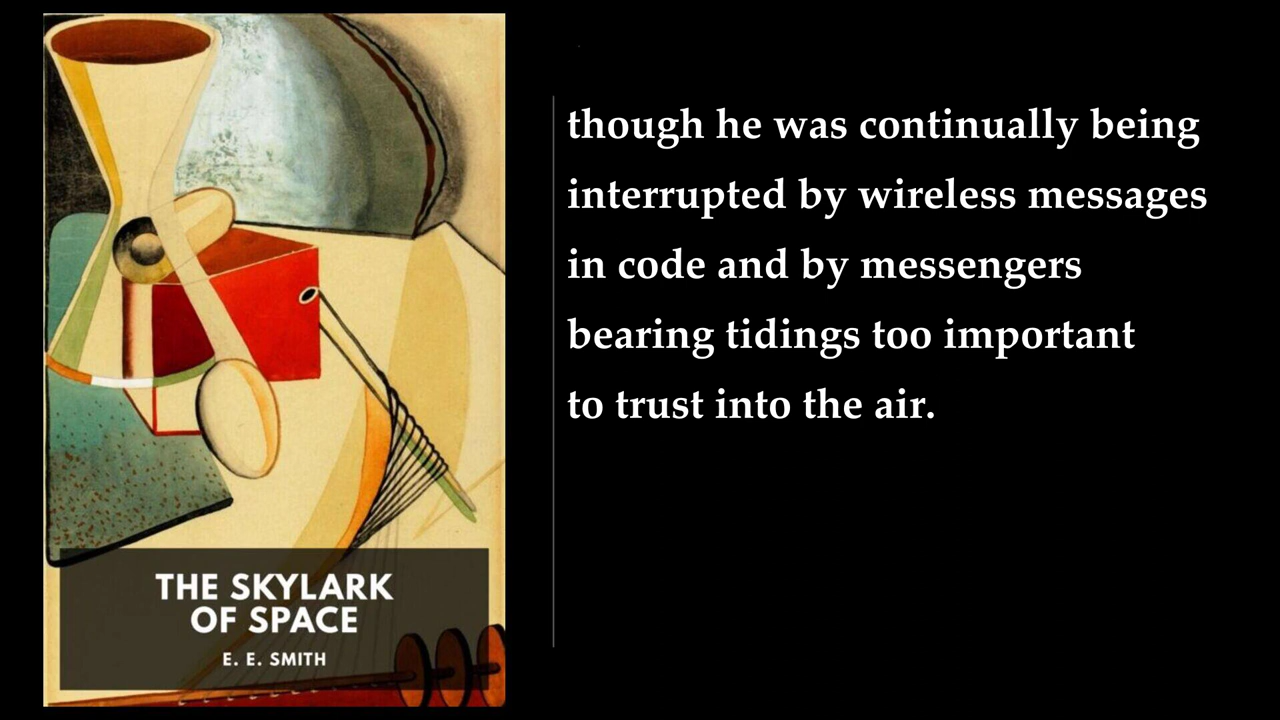 THE SKYLARK
OF SPACE
E. E. SMITH
though he was continually being
interrupted by wireless messages
in code and by messengers
bearing tidings too important
to trust into the air.